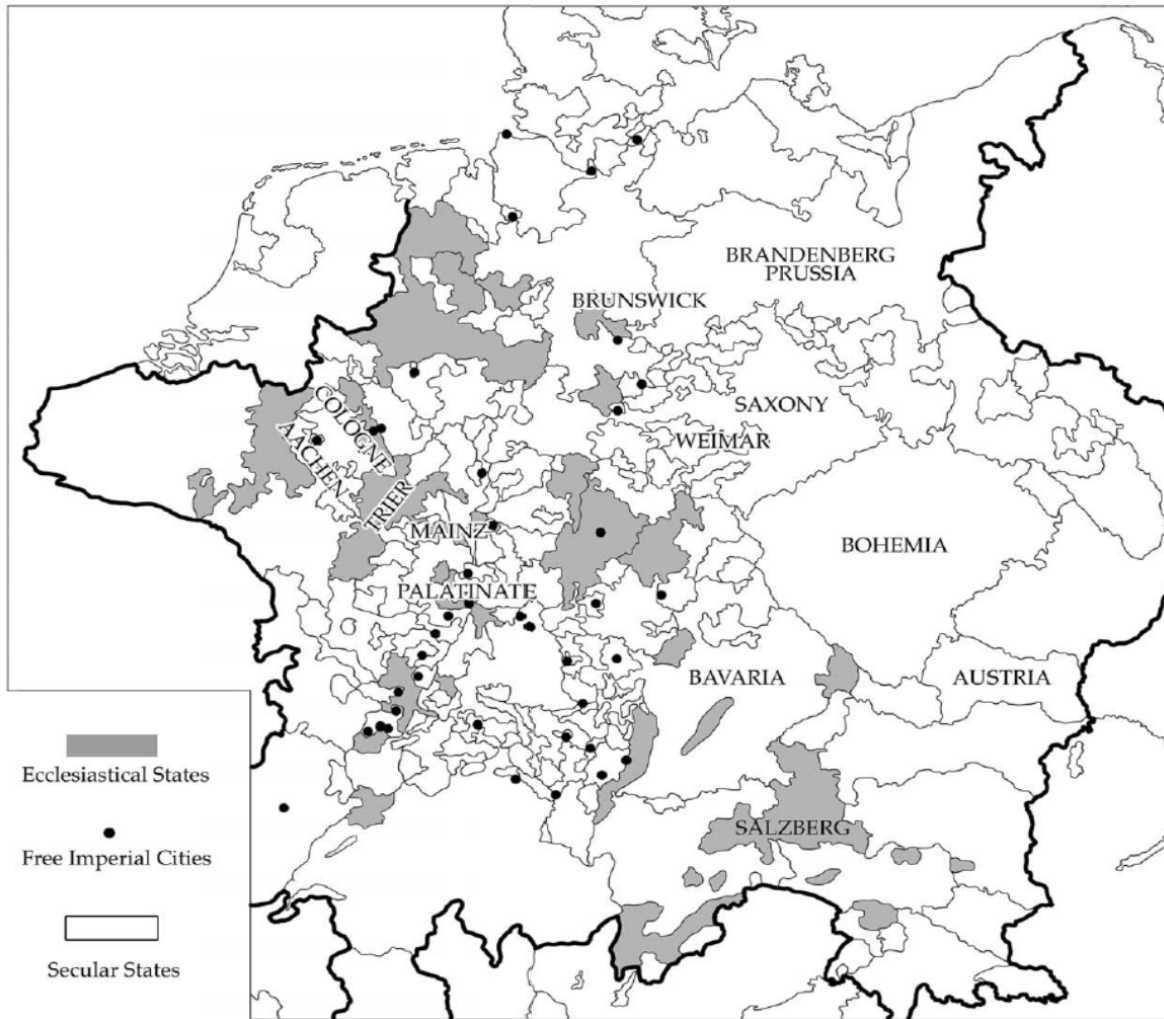 BRANDENBERG
PRUSSIA
BRUNSWICK
COLOGNE
AACHEN
SAXONY
WEIMAR
TRIER
MAINZ
BOHEMIA
PALATINATE
BAVARIA
AUSTRIA
SALZBERG
Ecclesiastical States
Free Imperial Cities
Secular States